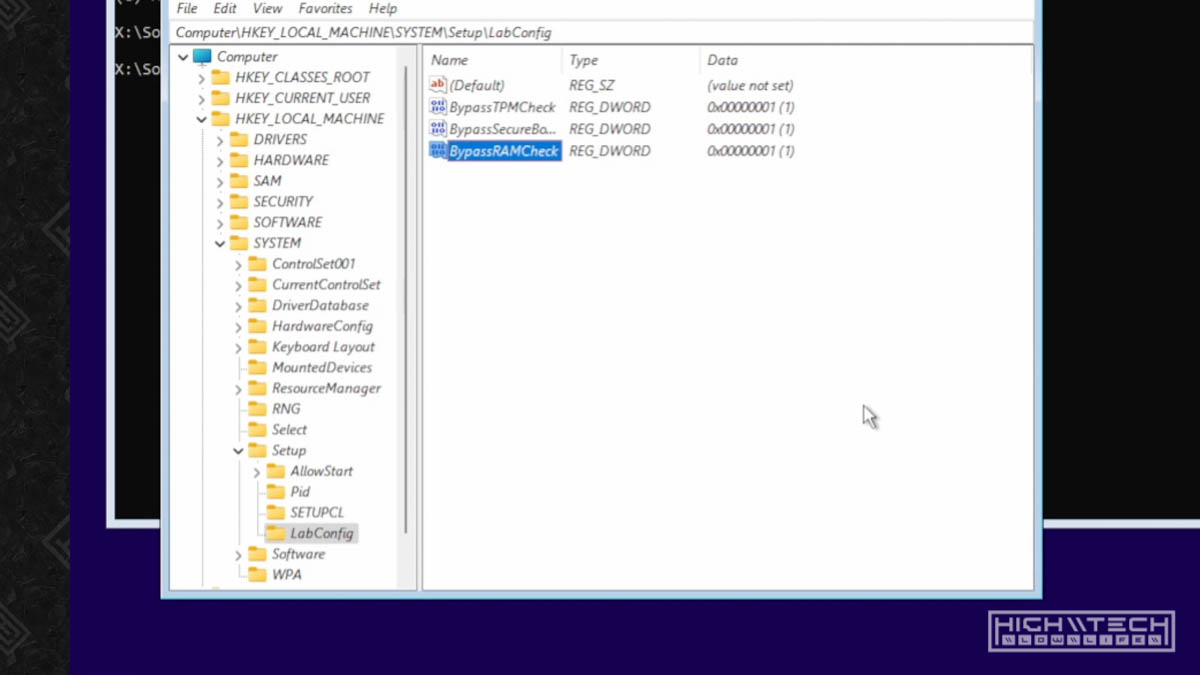 File Edit View Favorites Help
X:\So
Computer\HKEY_LOCAL_MACHINE\SYSTEM\Setup\LabConfig
X:\So
Computer
HKEY_CLASSES_ROOT
HKEY_CURRENT_USER
HKEY_LOCAL_MACHINE
DRIVERS
HARDWARE
SAM
SECURITY
SOFTWARE
SYSTEM
ControlSet001
CurrentControlSet
DriverDatabase
HardwareConfig
Keyboard Layout
MountedDevices
ResourceManager
RNG
Select
Setup
AllowStart
Pid
SETUPCL
LabConfig
Software
WPA
Name Type Data
(Default) REG_SZ (value not set)
BypassTPMCheck REG_DWORD 0x00000001 (1)
BypassSecureBo... REG_DWORD 0x00000001 (1)
BypassRAMCheck REG_DWORD 0x00000001 (1)
HIGH\\TECH
LOWLIFE